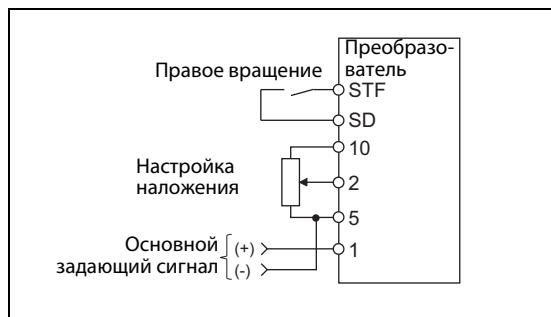 Преобразо-
ватель
Правое вращение
STF
SD
10
Настройка
наложения
2
5
Основной
задающий сигнал
(+)
(-)
1